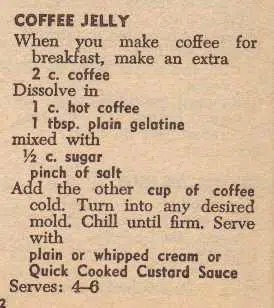 COFFEE JELLY
When you make coffee for
breakfast, make an extra
2 c. coffee
Dissolve in
1 c. hot coffee
1 tbsp. plain gelatine
mixed with
½ c. sugar
pinch of salt
Add the other cup of coffee
cold. Turn into any desired
mold. Chill until firm. Serve
with
plain or whipped cream or
Quick Cooked Custard Sauce
Serves: 4-6
2